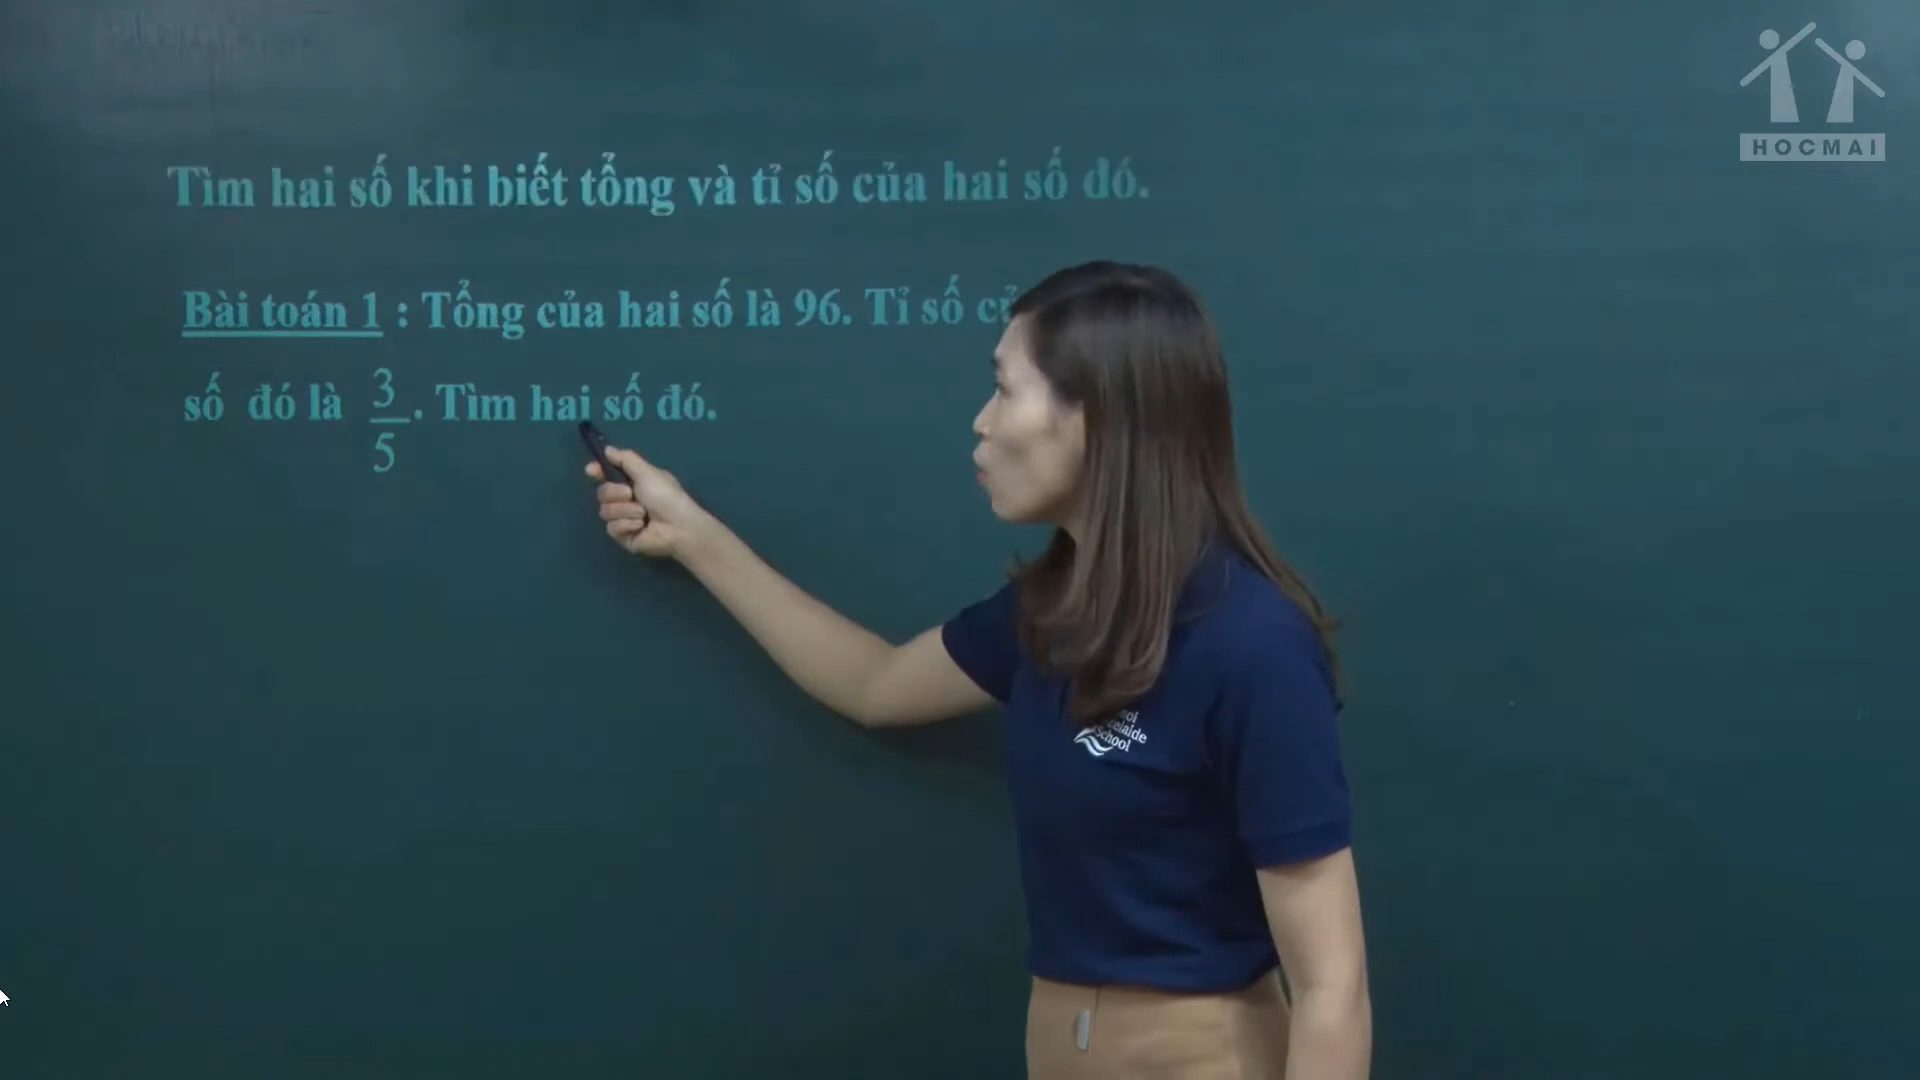 HOCMAI
Tìm hai số khi biết tổng và tỉ số của hai số đó.
Bài toán 1 : Tổng của hai số là 96. Tỉ số
số đó là 3/5. Tìm hai số đó.
School